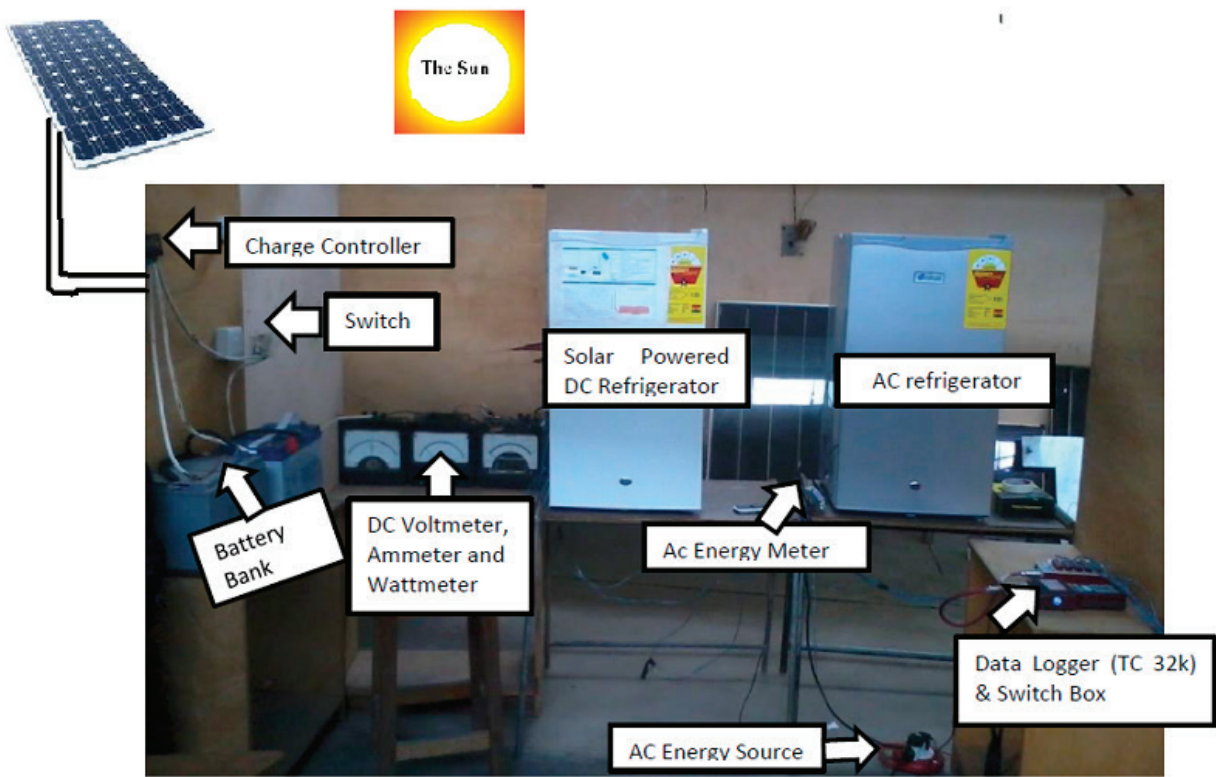 The Sun
Charge Controller
Switch
Solar Powered
DC Refrigerator
AC refrigerator
Battery
Bank
DC Voltmeter,
Ammeter and
Wattmeter
Ac Energy Meter
Data Logger (TC 32k)
& Switch Box
AC Energy Source